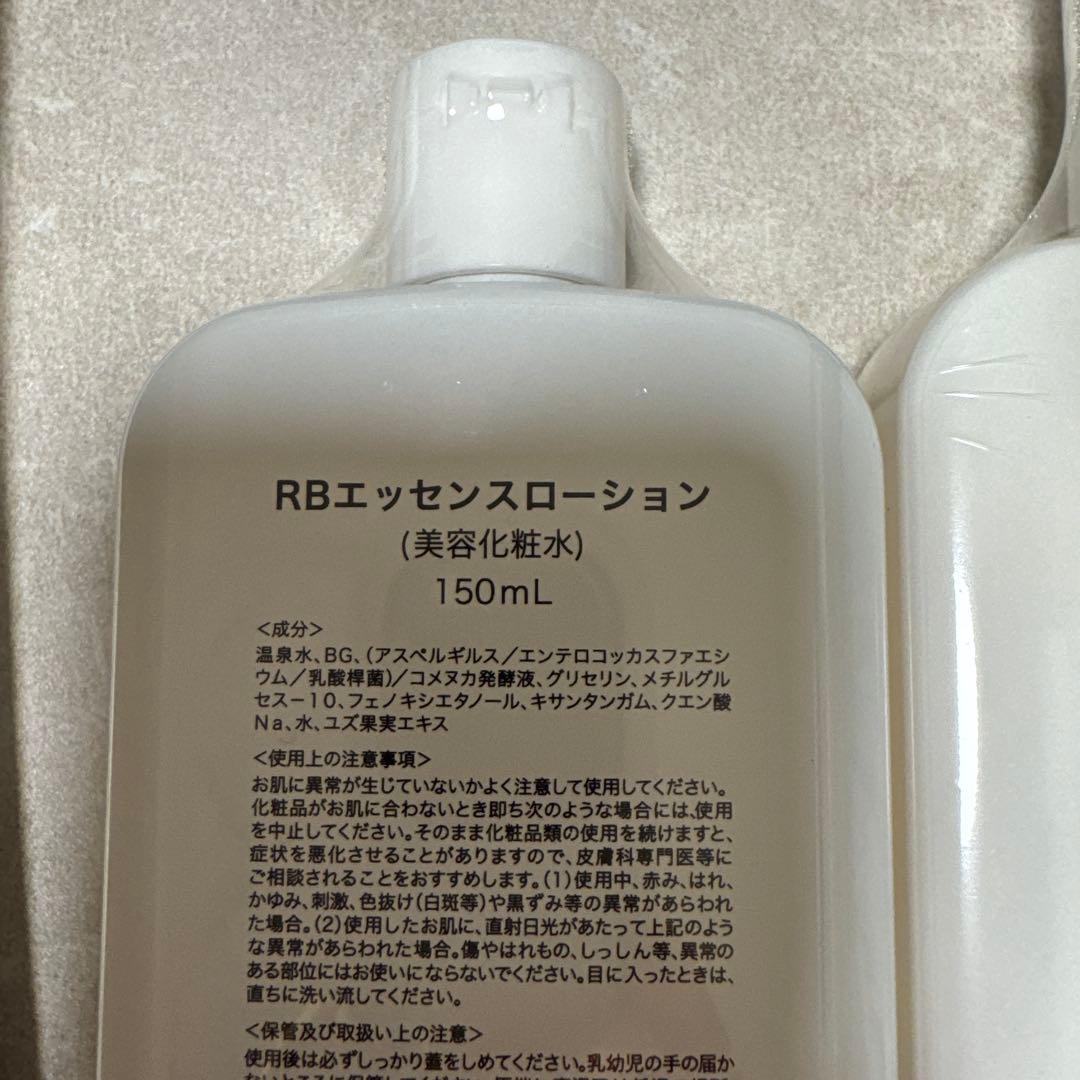 RBエッセンスローション
(美容化粧水)
150mL
＜成分＞
温泉水、BG、(アスペルギルス／エンテロコッカスファエシ
ウム／乳酸桿菌)／コメヌカ発酵液、グリセリン、メチルグル
セス－10、フェノキシエタノール、キサンタンガム、クエン酸
Na、水、ユズ果実エキス
＜使用上の注意事項＞
お肌に異常が生じていないかよく注意して使用してください。
化粧品がお肌に合わないとき即ち次のような場合には、使用
を中止してください。そのまま化粧品類の使用を続けますと、
症状を悪化させることがありますので、皮膚科専門医等に
ご相談されることをおすすめします。(1)使用中、赤み、はれ、
かゆみ、刺激、色抜け(白斑等)や黒ずみ等の異常があらわれ
た場合。(2)使用したお肌に、直射日光があたって上記のよう
な異常があらわれた場合。傷やはれもの、しっしん等、異常の
ある部位にはお使いにならないでください。目に入ったときは、
直ちに洗い流してください。
＜保管及び取扱い上の注意＞
使用後は必ずしっかり蓋をしめてください。乳幼児の手の届か